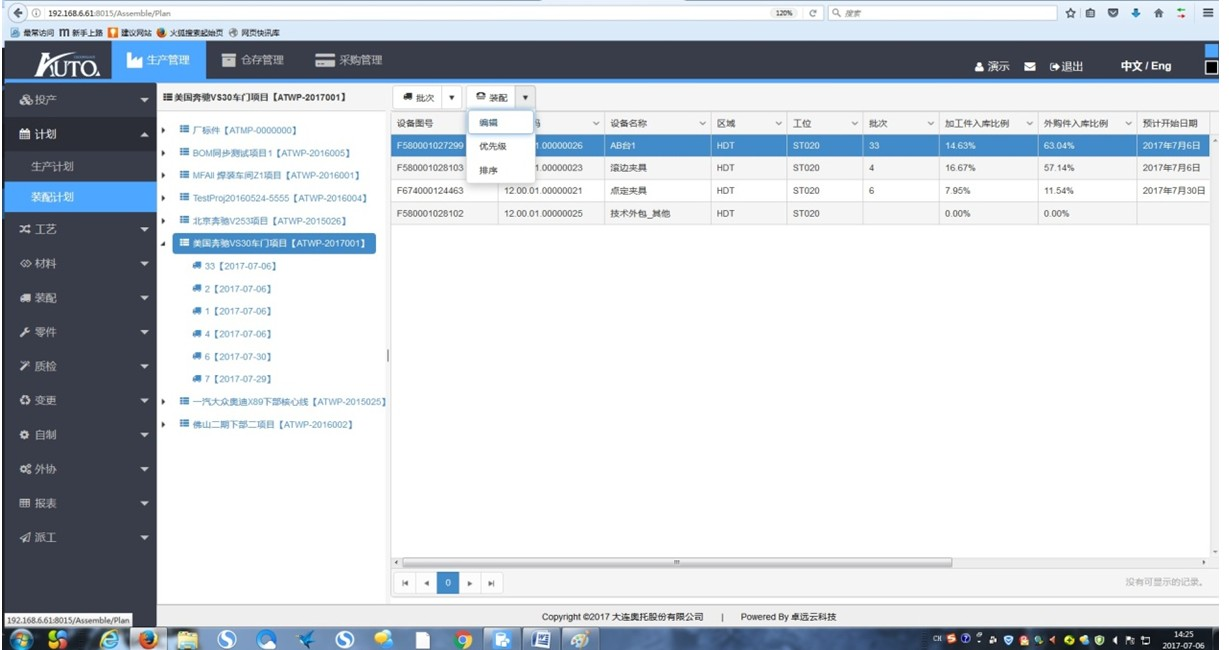 192.168.6.61:8015/Assemble/Plan
120%
搜索
最常访问 新手上路 建议网站 火狐搜索起始页 网页快讯库
AUTO.
生产管理 仓存管理 采购管理
演示 退出 中文 / Eng
投产
计划
生产计划
装配计划
工艺
材料
装配
零件
质检
变更
自制
外协
报表
派工
美国奔驰VS30车门项目【ATWP-2017001】
厂标件【ATMP-0000000】
BOM同步测试项目1【ATWP-2016005】
MFAII 焊装车间Z1项目【ATWP-2016001】
TestProj20160524-5555【ATWP-2016004】
北京奔驰V253项目【ATWP-2015026】
美国奔驰VS30车门项目【ATWP-2017001】
33【2017-07-06】
2【2017-07-06】
1【2017-07-06】
4【2017-07-06】
6【2017-07-30】
7【2017-07-29】
一汽大众奥迪X89下部核心线【ATWP-2015025】
佛山二期下部二项目【ATWP-2016002】
批次 装配
编辑
优先级
排序
设备图号 码 设备名称 区域 工位 批次 加工件入库比例 外购件入库比例 预计开始日期
F580001027299 01.00000026 AB台1 HDT ST020 33 14.63% 63.04% 2017年7月6日
F580001028103 01.00000023 滚边夹具 HDT ST020 4 16.67% 57.14% 2017年7月6日
F674000124463 12.00.01.00000021 点定夹具 HDT ST020 6 7.95% 11.54% 2017年7月30日
F580001028102 12.00.01.00000025 技术外包_其他 HDT ST020 0.00% 0.00%
0
没有可显示的记录。
Copyright ©2017 大连奥托股份有限公司 | Powered By 卓远云科技
192.168.6.61:8015/Assemble/Plan
CH
14:25
2017-07-06